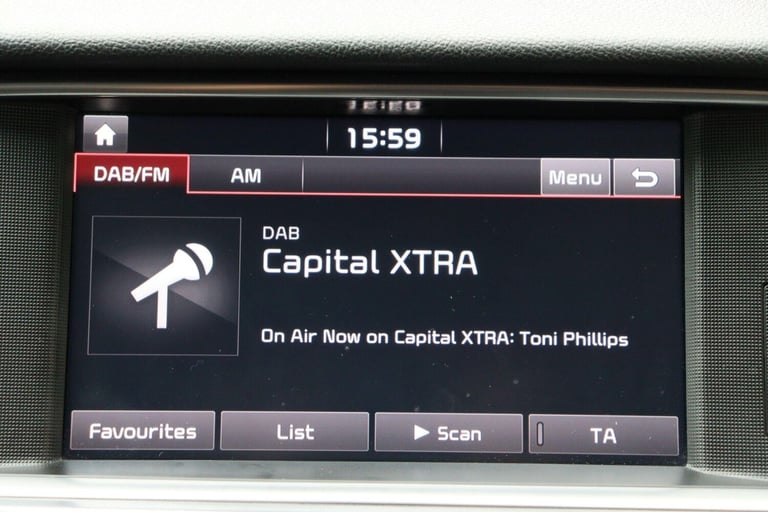 15:59
DAB/FM AM Menu
DAB
Capital XTRA
On Air Now on Capital XTRA: Toni Phillips
Favourites List Scan TA